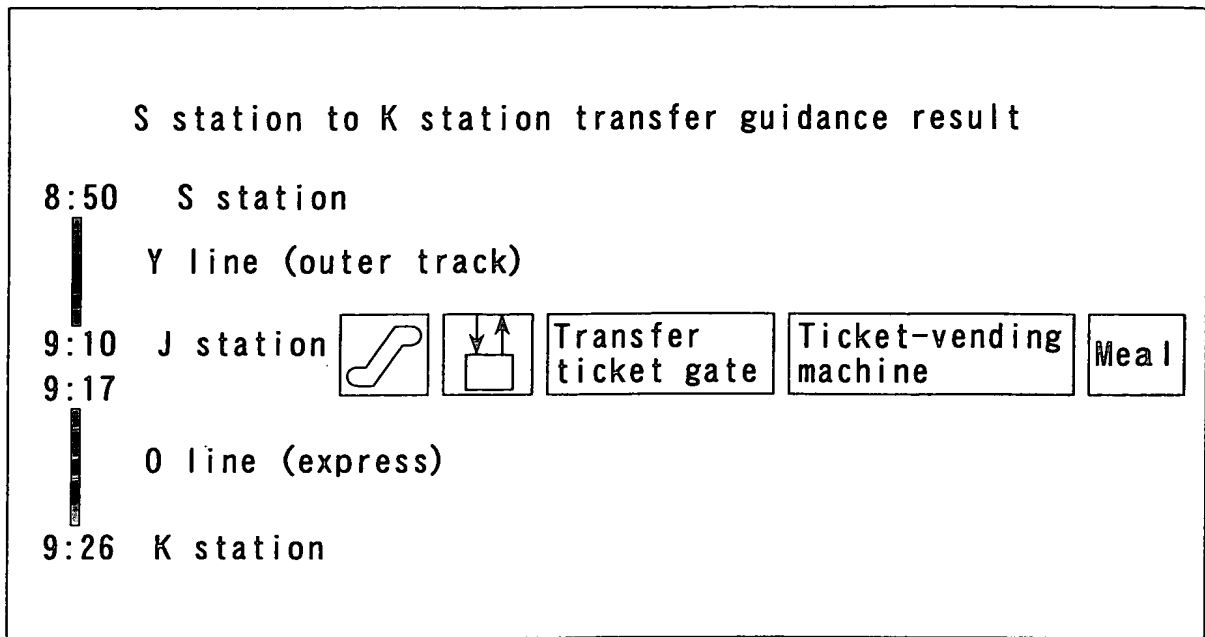 S station to K station transfer guidance result
8:50 S station
Y line (outer track)
9:10 J station
Transfer
ticket gate
Ticket-vending
machine
Meal
9:17
O line (express)
9:26 K station